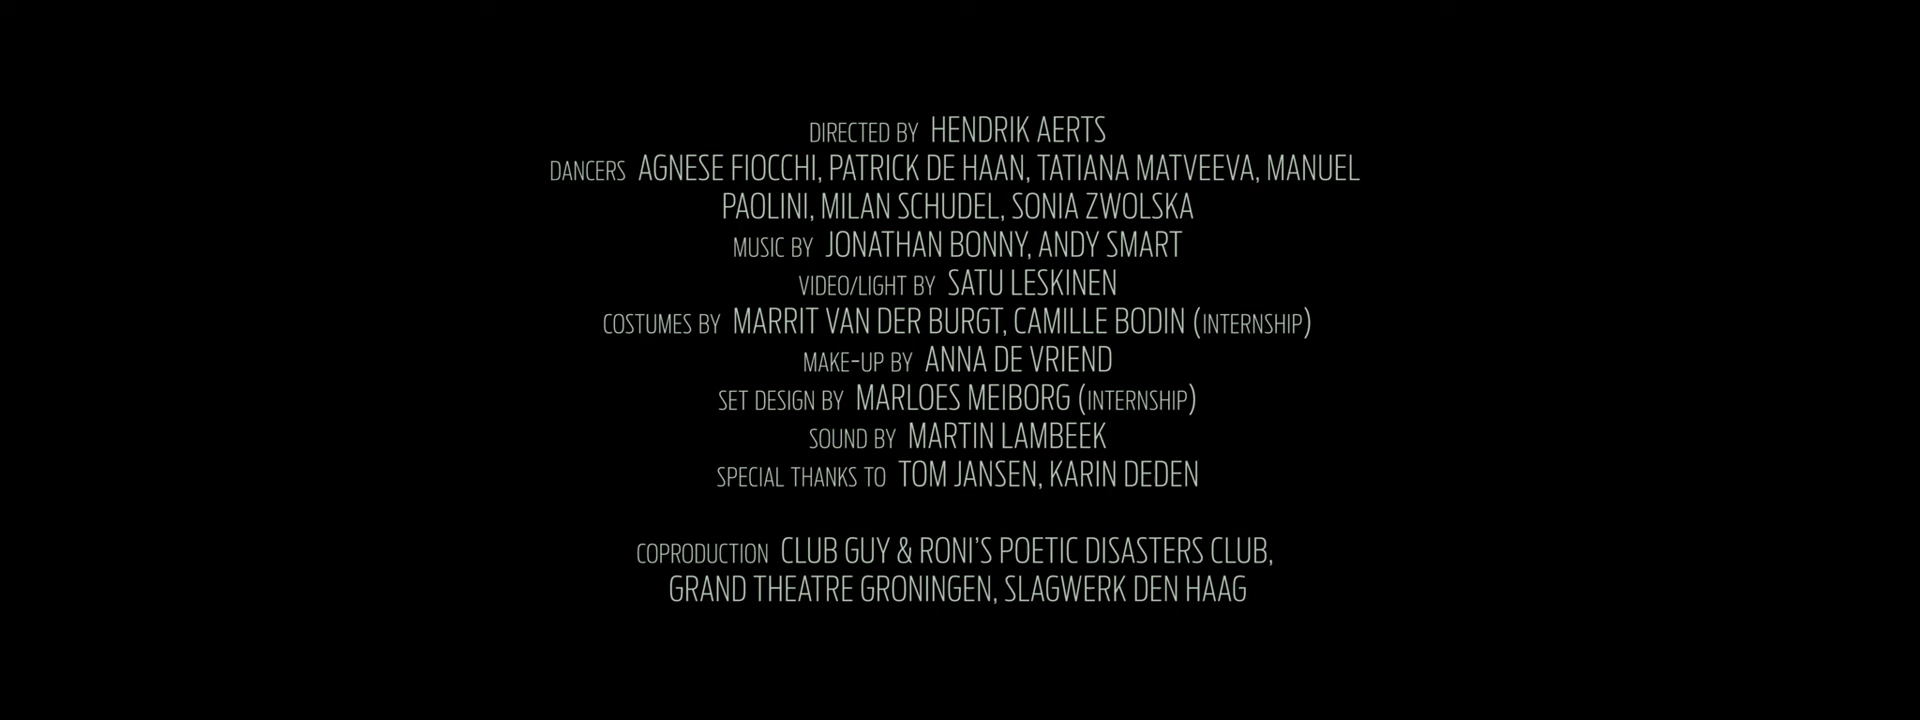 DIRECTED BY HENDRIK AERTS
DANCERS AGNESE FIOCCHI, PATRICK DE HAAN, TATIANA MATVEEVA, MANUEL
PAOLINI, MILAN SCHUDEL, SONIA ZWOLSKA
MUSIC BY JONATHAN BONNY, ANDY SMART
VIDEO/LIGHT BY SATU LESKINEN
COSTUMES BY MARRIT VAN DER BURGT, CAMILLE BODIN (INTERNSHIP)
MAKE-UP BY ANNA DE VRIEND
SET DESIGN BY MARLOES MEIBORG (INTERNSHIP)
SOUND BY MARTIN LAMBEEK
SPECIAL THANKS TO TOM JANSEN, KARIN DEDEN
COPRODUCTION CLUB GUY & RONI'S POETIC DISASTERS CLUB,
GRAND THEATRE GRONINGEN, SLAGWERK DEN HAAG